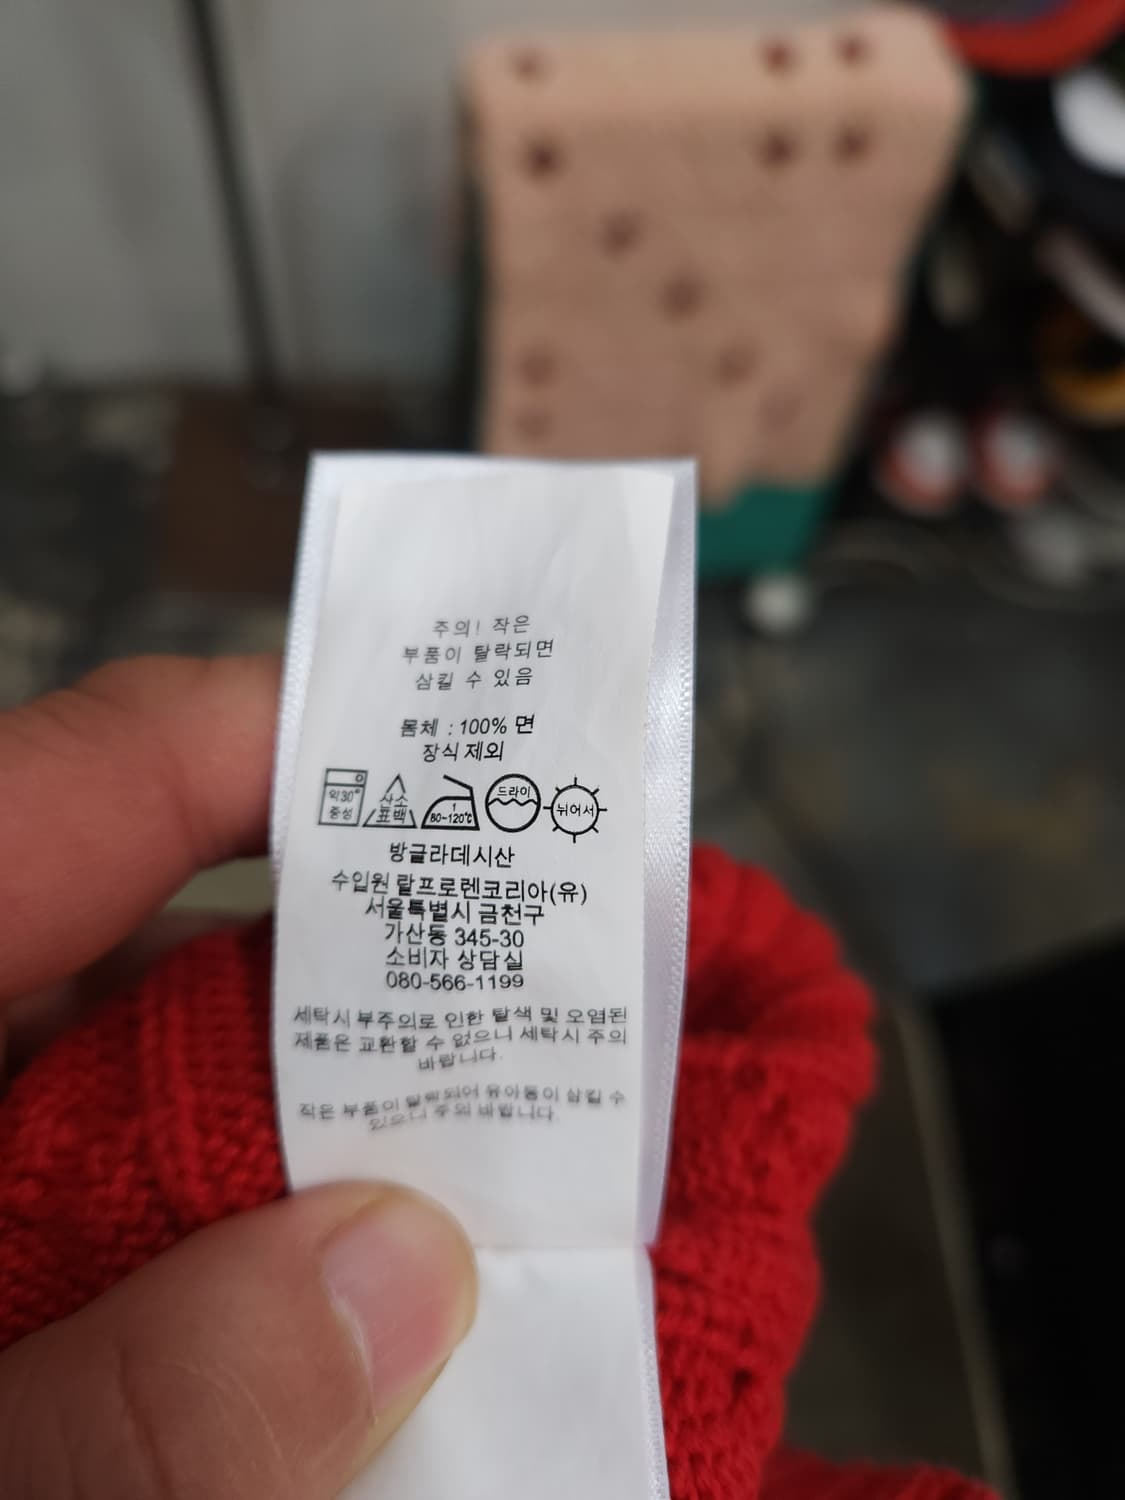 주의! 작은
부품이 탈락되면
삼킬 수 있음
몸체 : 100% 면
장식 제외
약30°
중성
산소
표백
1
80~120℃
드라이
뉘어서
방글라데시산
수입원 랄프로렌코리아(유)
서울특별시 금천구
가산동 345-30
소비자 상담실
080-566-1199
세탁시 부주의로 인한 탈색 및 오염된
제품은 교환할 수 없으니 세탁시 주의
바랍니다.
작은 부품이 탈락되어 유아동이 삼킬 수
있으니 주의 바랍니다.